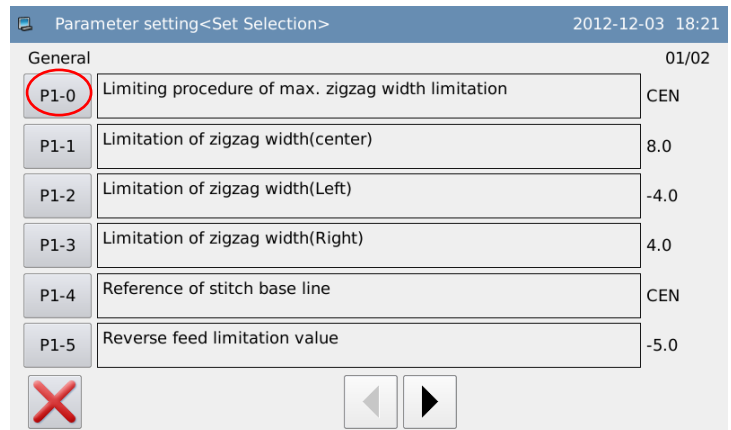 Parameter setting<Set Selection> 2012-12-03 18:21
General 01/02
P1-0 Limiting procedure of max. zigzag width limitation CEN
P1-1 Limitation of zigzag width(center) 8.0
P1-2 Limitation of zigzag width(Left) -4.0
P1-3 Limitation of zigzag width(Right) 4.0
P1-4 Reference of stitch base line CEN
P1-5 Reverse feed limitation value -5.0